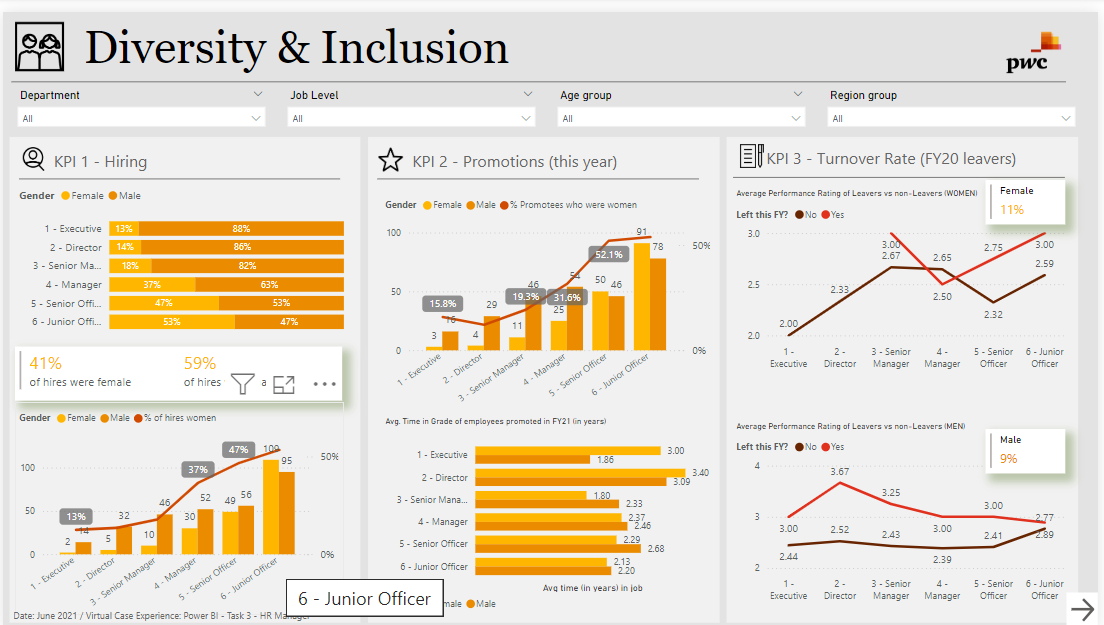 Diversity & Inclusion
pwc
Department
Job Level
Age group
Region group
All
All
All
All
KPI 1 - Hiring
Gender Female Male
1 - Executive 13% 88%
2 - Director 14% 86%
3 - Senior Ma... 18% 82%
4 - Manager 37% 63%
5 - Senior Offi... 47% 53%
6 - Junior Offi... 53% 47%
41% 59%
of hires were female of hires a
Gender Female Male % of hires women
100
50
0
50%
0%
13%
37%
47%
2 14
5 32
10 46
30 52
49 56
109 95
1 - Executive
2 - Director
3 - Senior Manager
4 - Manager
5 - Senior Officer
6 - Junior Officer
6 - Junior Officer
Date: June 2021 / Virtual Case Experience: Power BI - Task 3 - HR Manager
KPI 2 - Promotions (this year)
Gender Female Male % Promotees who were women
100
50
0
50%
0%
15.8%
19.3%
31.6%
52.1%
3 16
4 29
11 46
25 54
50 46
91 78
1 - Executive
2 - Director
3 - Senior Manager
4 - Manager
5 - Senior Officer
6 - Junior Officer
Avg. Time in Grade of employees promoted in FY21 (in years)
1 - Executive 3.00 1.86
2 - Director 3.40 3.09
3 - Senior Mana... 1.80 2.33
4 - Manager 2.37 2.46
5 - Senior Officer 2.29 2.68
6 - Junior Officer 2.13 2.20
Avg time (in years) in job
male Male
KPI 3 - Turnover Rate (FY20 leavers)
Average Performance Rating of Leavers vs non-Leavers (WOMEN)
Female
11%
Left this FY? No Yes
3.0
2.5
2.0
3.00 2.50 2.75 3.00
2.00 2.33 2.67 2.65 2.32 2.59
1 - Executive
2 - Director
3 - Senior Manager
4 - Manager
5 - Senior Officer
6 - Junior Officer
Average Performance Rating of Leavers vs non-Leavers (MEN)
Male
9%
Left this FY? No Yes
4
3
2
3.00 3.67 3.25 3.00 3.00 2.89
2.44 2.52 2.43 2.39 2.41 2.77
1 - Executive
2 - Director
3 - Senior Manager
4 - Manager
5 - Senior Officer
6 - Junior Officer